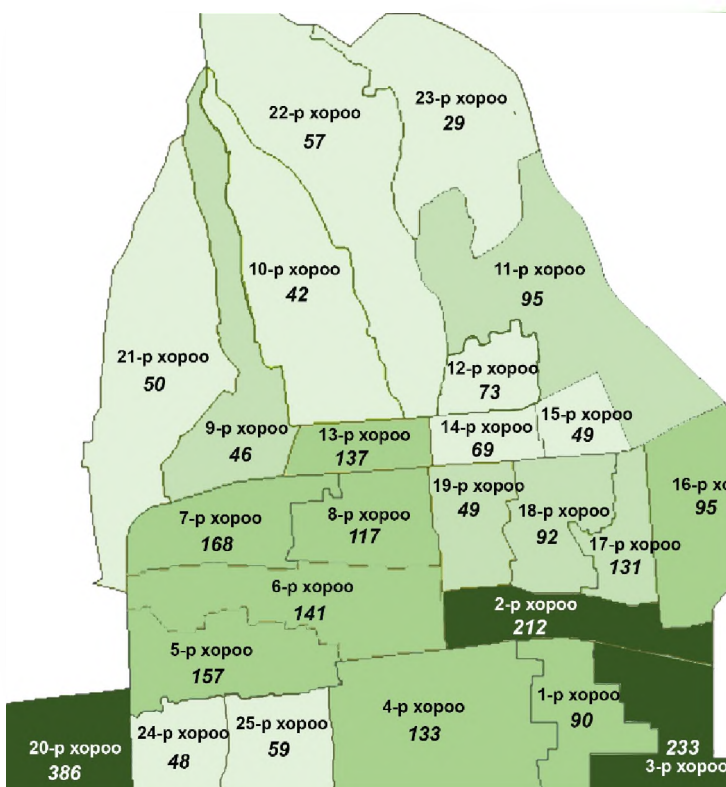 23-р хороо
29
22-р хороо
57
11-р хороо
95
10-р хороо
42
21-р хороо
50
12-р хороо
73
15-р хороо
49
9-р хороо
46
13-р хороо
137
14-р хороо
69
19-р хороо
49
18-р хороо
92
16-р хо
95
7-р хороо
168
8-р хороо
117
17-р хороо
131
6-р хороо
141
2-р хороо
212
5-р хороо
157
4-р хороо
133
1-р хороо
90
25-р хороо
59
24-р хороо
48
20-р хороо
386
233
3-р хороо